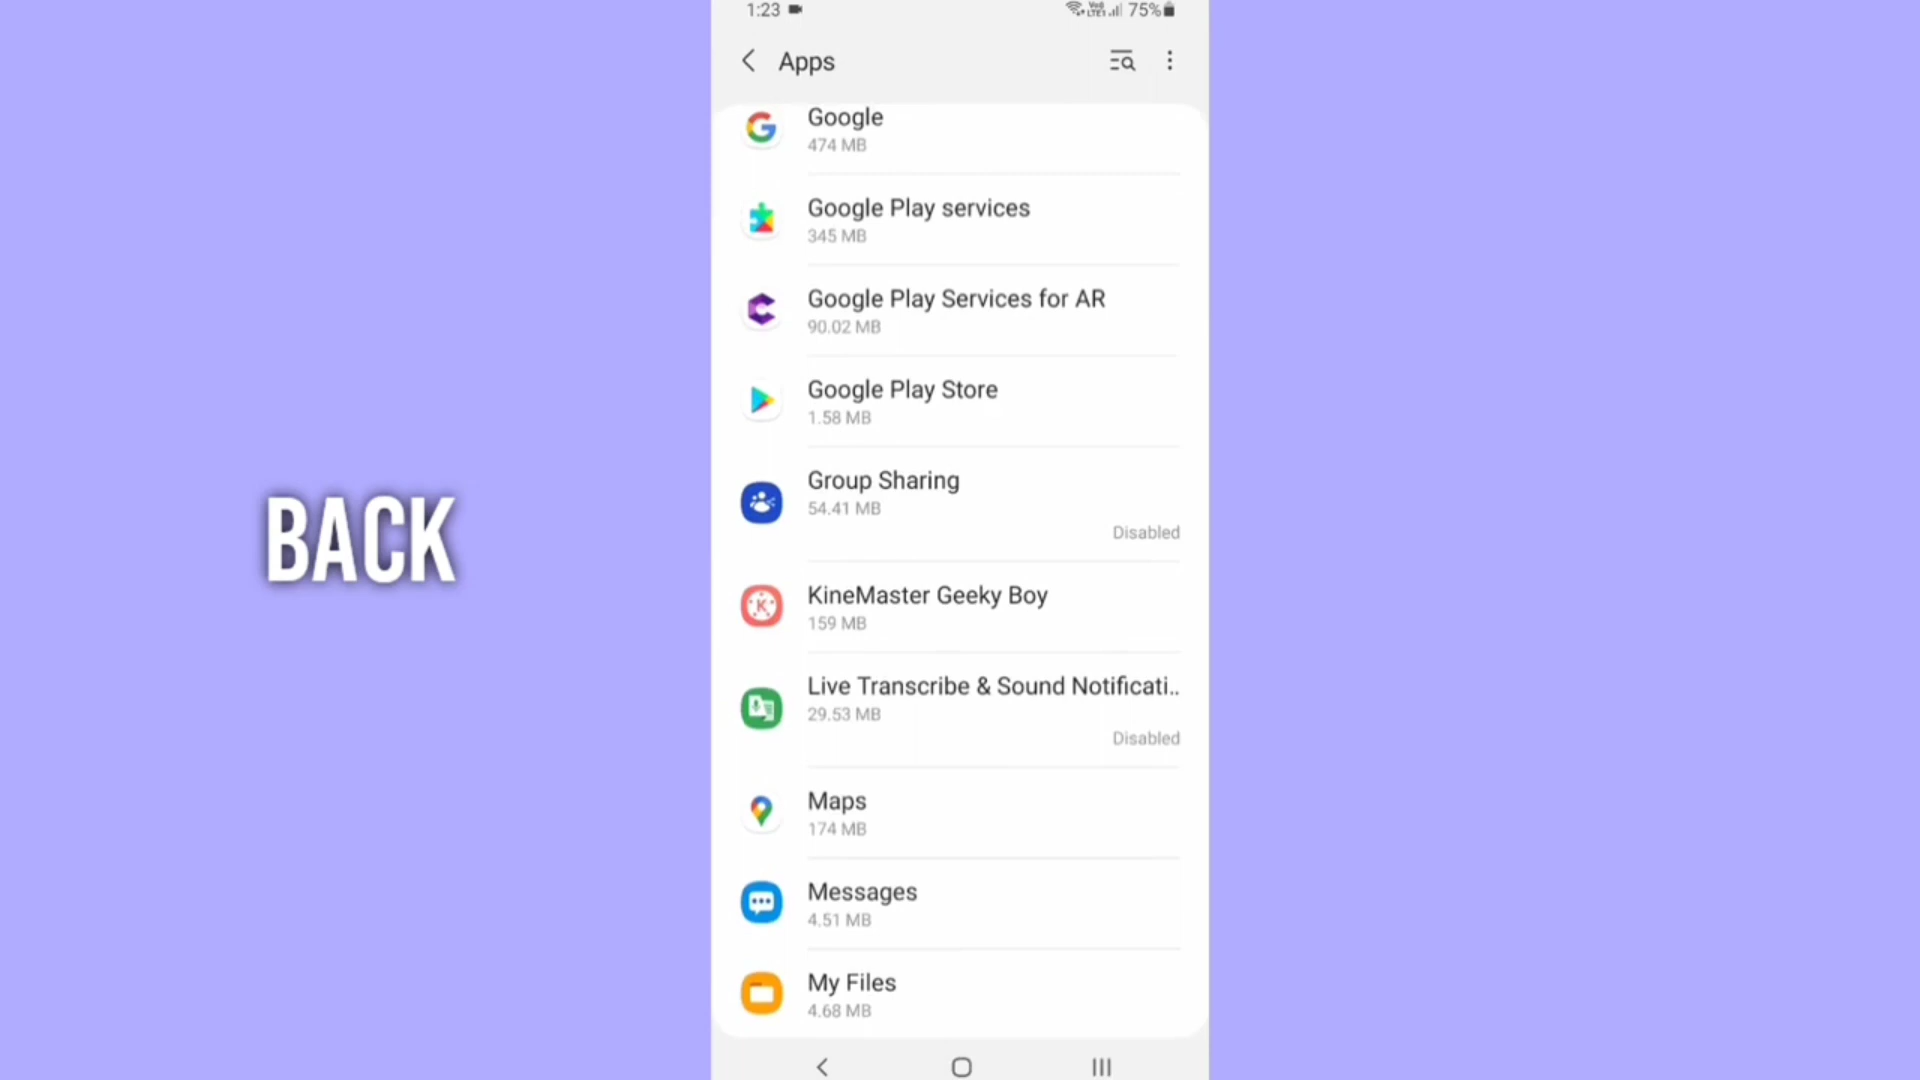 1:23
75%
Apps
Google
474 MB
Google Play services
345 MB
Google Play Services for AR
90.02 MB
Google Play Store
1.58 MB
Group Sharing
54.41 MB
Disabled
BACK
KineMaster Geeky Boy
159 MB
Live Transcribe & Sound Notificati..
29.53 MB
Disabled
Maps
174 MB
Messages
4.51 MB
My Files
4.68 MB